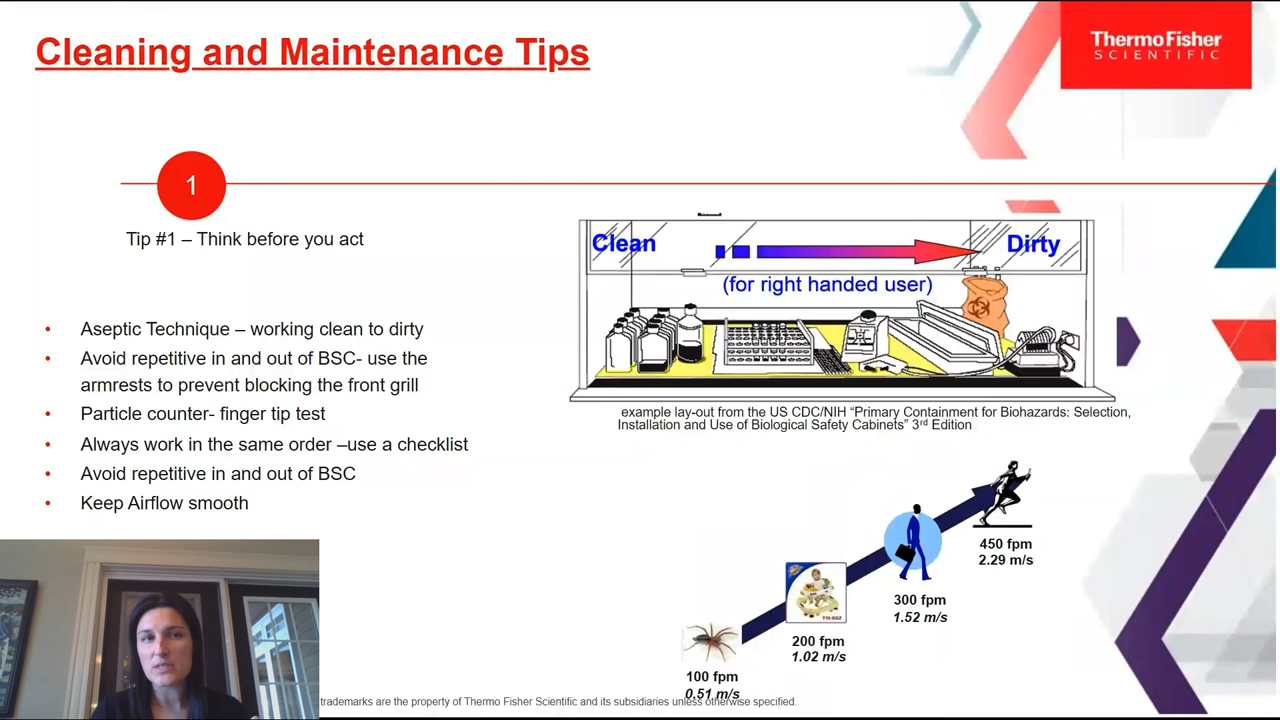 Cleaning and Maintenance Tips
ThermoFisher
SCIENTIFIC
1
Tip #1 – Think before you act
• Aseptic Technique – working clean to dirty
• Avoid repetitive in and out of BSC- use the
armrests to prevent blocking the front grill
• Particle counter- finger tip test
• Always work in the same order –use a checklist
• Avoid repetitive in and out of BSC
• Keep Airflow smooth
Clean
Dirty
(for right handed user)
example lay-out from the US CDC/NIH “Primary Containment for Biohazards: Selection,
Installation and Use of Biological Safety Cabinets” 3rd Edition
450 fpm
2.29 m/s
300 fpm
1.52 m/s
200 fpm
1.02 m/s
100 fpm
0.51 m/s
trademarks are the property of Thermo Fisher Scientific and its subsidiaries unless otherwise specified.